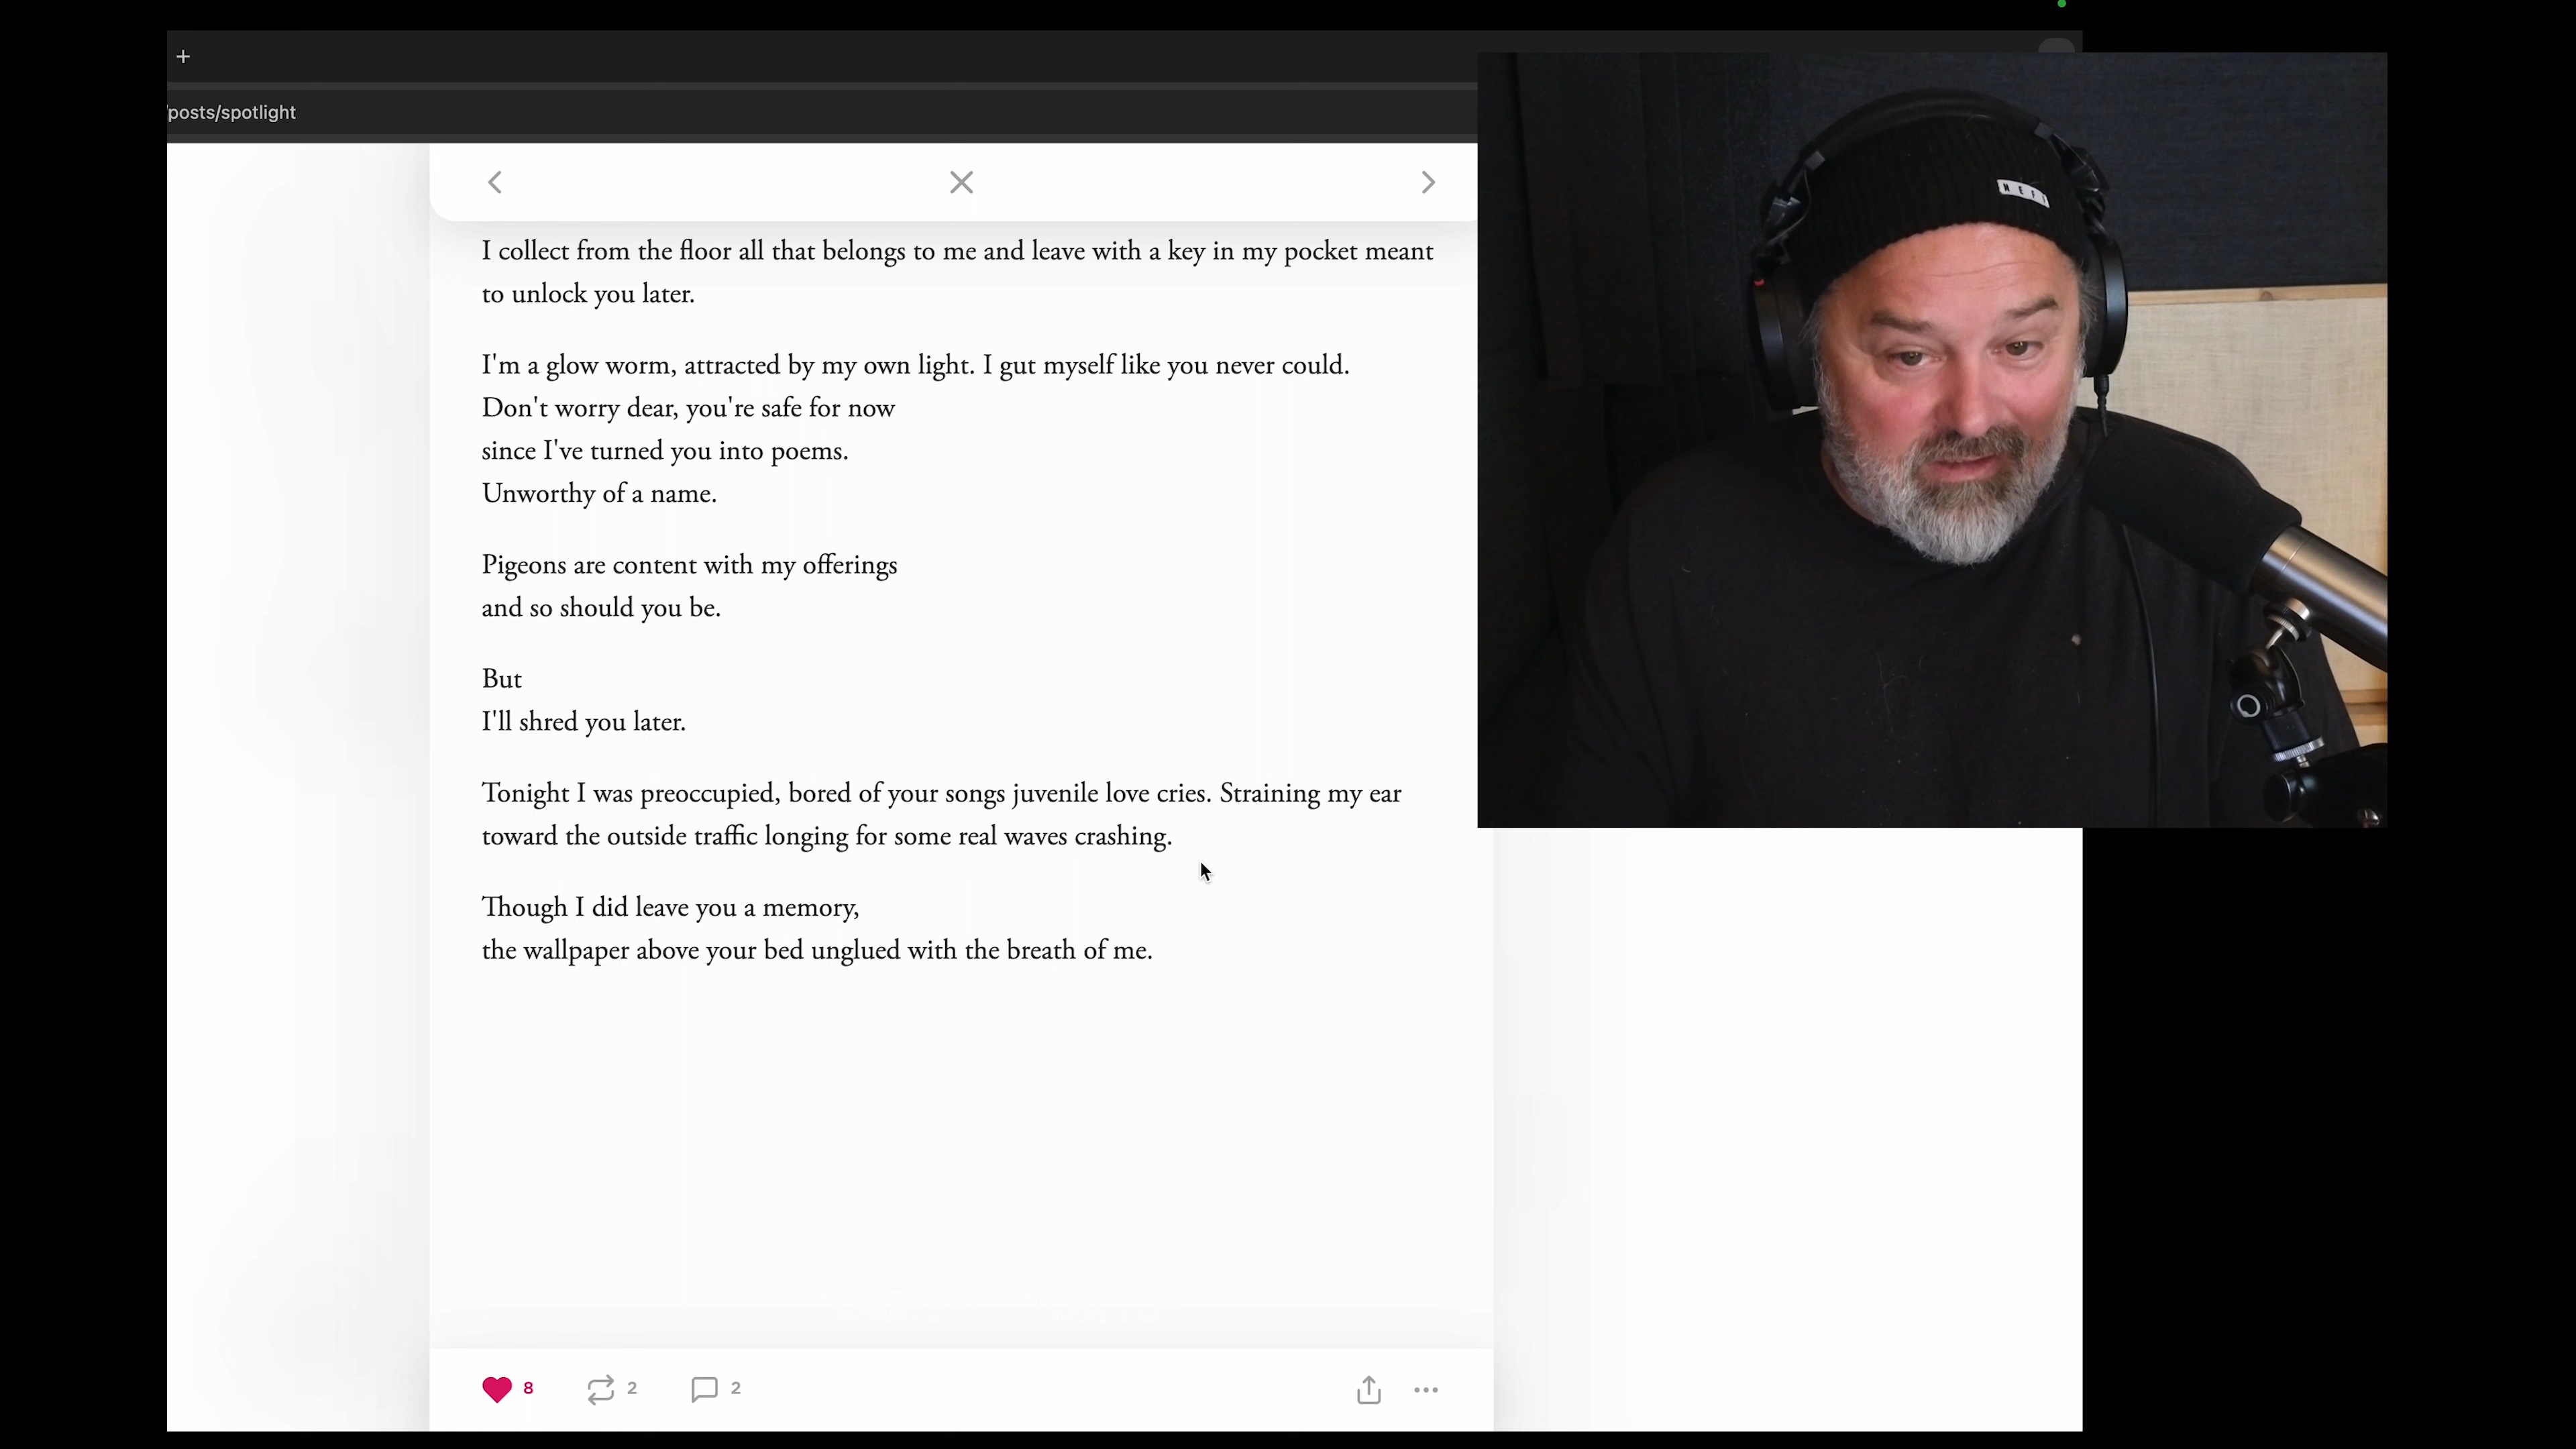 +
/posts/spotlight
I collect from the floor all that belongs to me and leave with a key in my pocket meant
to unlock you later.
I'm a glow worm, attracted by my own light. I gut myself like you never could.
Don't worry dear, you're safe for now
since I've turned you into poems.
Unworthy of a name.
Pigeons are content with my offerings
and so should you be.
But
I'll shred you later.
Tonight I was preoccupied, bored of your songs juvenile love cries. Straining my ear
toward the outside traffic longing for some real waves crashing.
Though I did leave you a memory,
the wallpaper above your bed unglued with the breath of me.
8
2
2